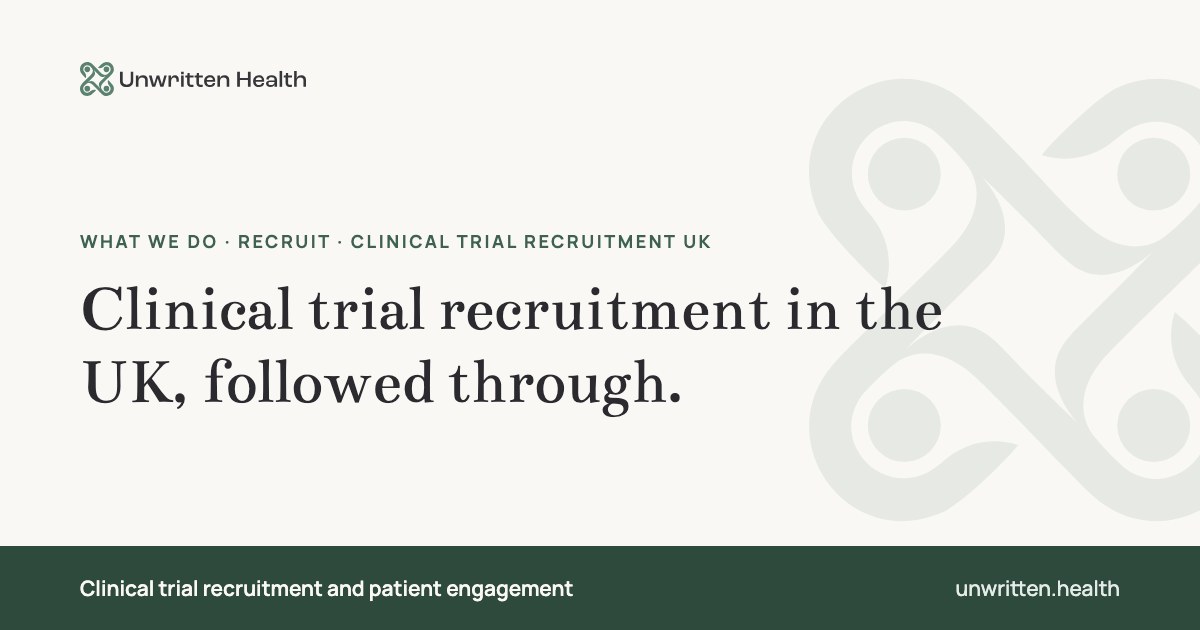 Unwritten Health
WHAT WE DO · RECRUIT · CLINICAL TRIAL RECRUITMENT UK
Clinical trial recruitment in the
UK, followed through.
Clinical trial recruitment and patient engagement
unwritten.health